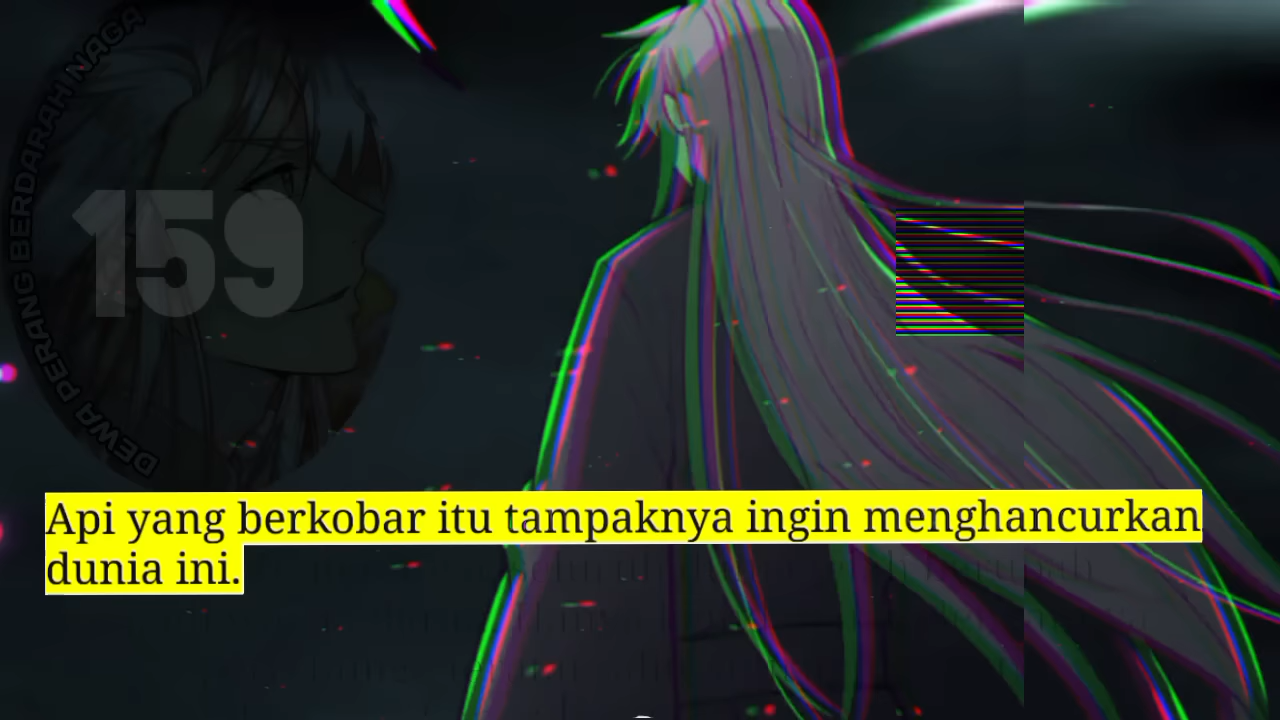 DEWA PERANG BERDARAH NAGA
159
Api yang berkobar itu tampaknya ingin menghancurkan
dunia ini.